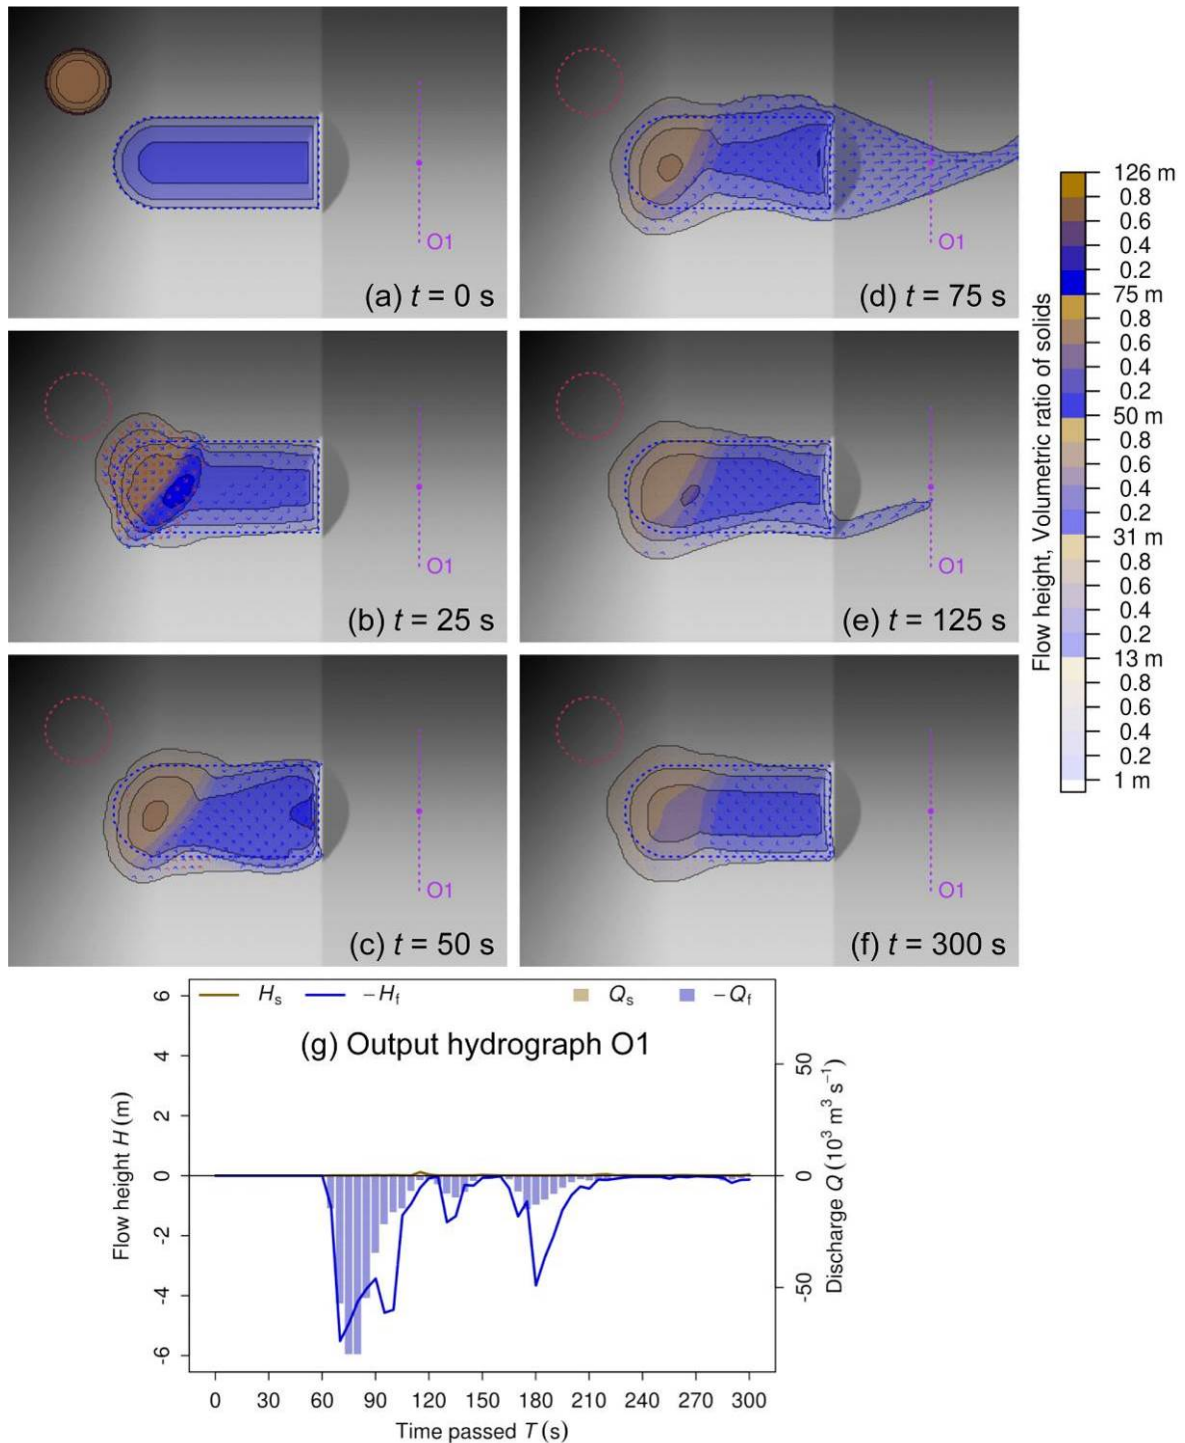 O1
(a) t = 0 s
O1
(d) t = 75 s
O1
(b) t = 25 s
O1
(e) t = 125 s
O1
(c) t = 50 s
O1
(f) t = 300 s
Flow height, Volumetric ratio of solids
126 m
0.8
0.6
0.4
0.2
75 m
0.8
0.6
0.4
0.2
50 m
0.8
0.6
0.4
0.2
31 m
0.8
0.6
0.4
0.2
13 m
0.8
0.6
0.4
0.2
1 m
Hs −Hf Qs −Qf
(g) Output hydrograph O1
Flow height H (m)
6
4
2
0
-2
-4
-6
50
0
-50
Discharge Q (10³ m³ s⁻¹)
0 30 60 90 120 150 180 210 240 270 300
Time passed T (s)